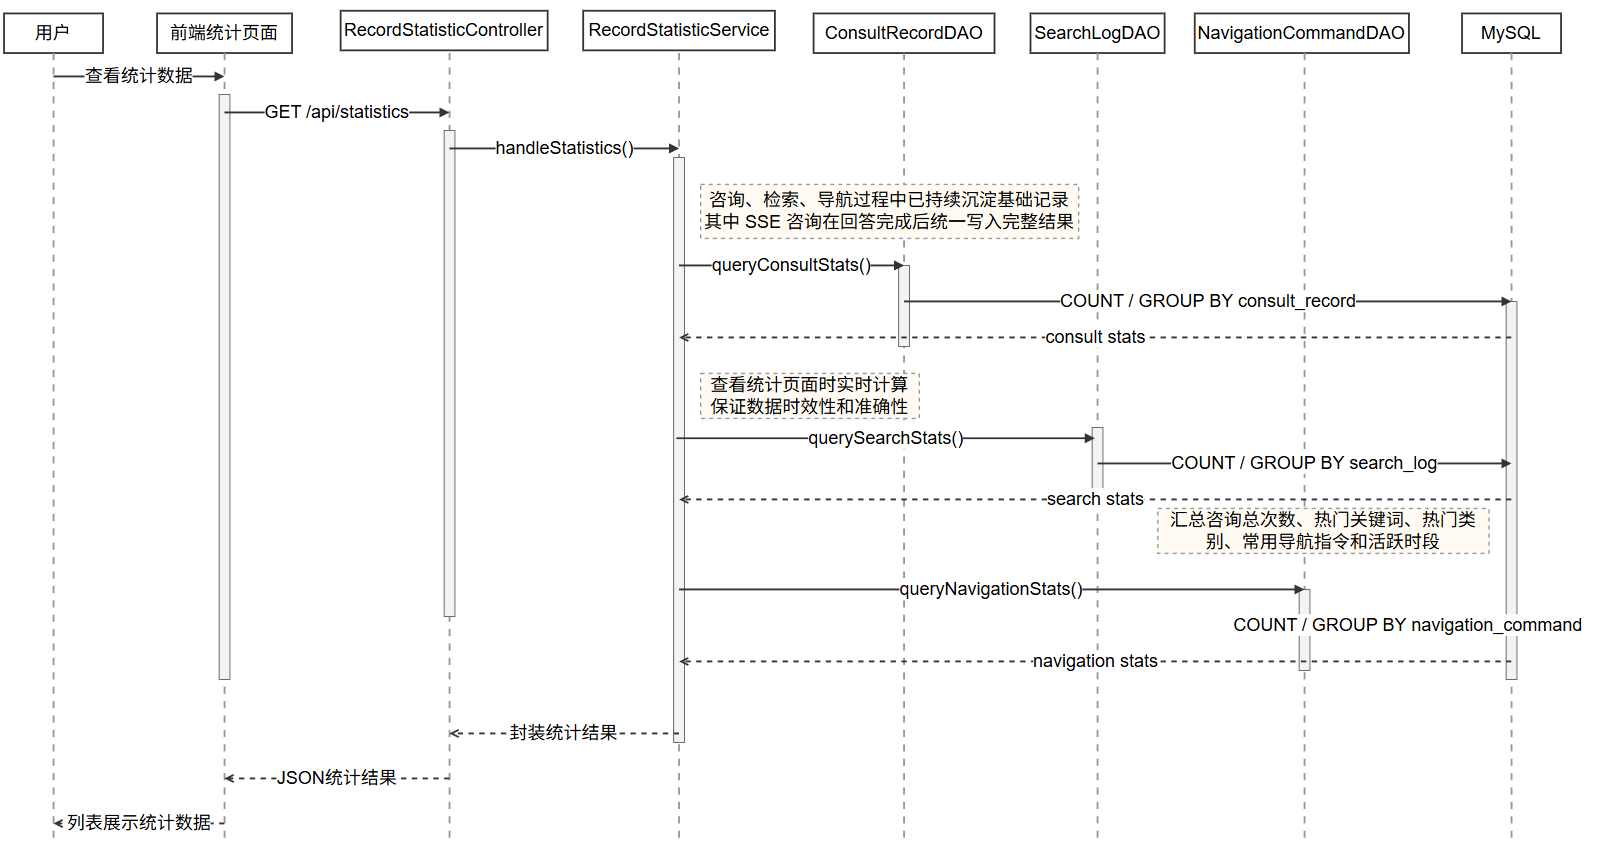 用户
前端统计页面
RecordStatisticController
RecordStatisticService
ConsultRecordDAO
SearchLogDAO
NavigationCommandDAO
MySQL
查看统计数据
GET /api/statistics
handleStatistics()
咨询、检索、导航过程中已持续沉淀基础记录
其中 SSE 咨询在回答完成后统一写入完整结果
queryConsultStats()
COUNT / GROUP BY consult_record
consult stats
查看统计页面时实时计算
保证数据时效性和准确性
querySearchStats()
COUNT / GROUP BY search_log
search stats
汇总咨询总次数、热门关键词、热门类
别、常用导航指令和活跃时段
queryNavigationStats()
COUNT / GROUP BY navigation_command
navigation stats
封装统计结果
JSON统计结果
列表展示统计数据